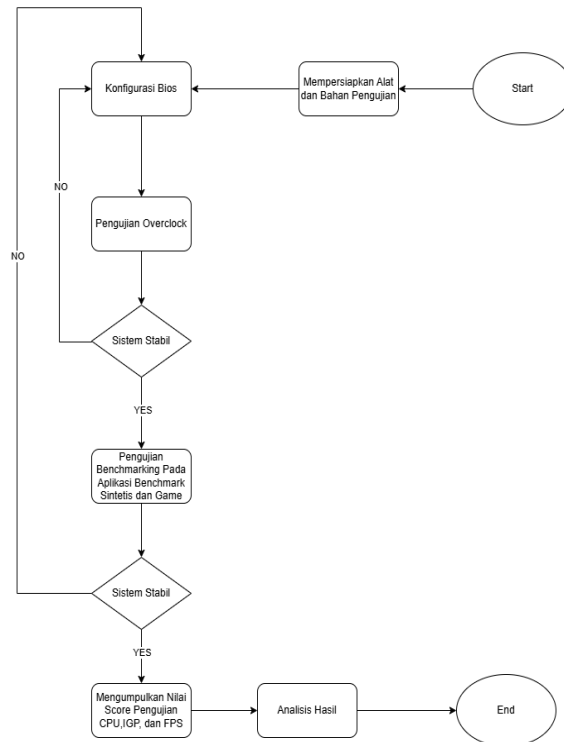 Start
Mempersiapkan Alat
dan Bahan Pengujian
Konfigurasi Bios
NO
Pengujian Overclock
NO
Sistem Stabil
YES
Pengujian
Benchmarking Pada
Aplikasi Benchmark
Sintetis dan Game
Sistem Stabil
YES
Mengumpulkan Nilai
Score Pengujian
CPU,IGP, dan FPS
Analisis Hasil
End